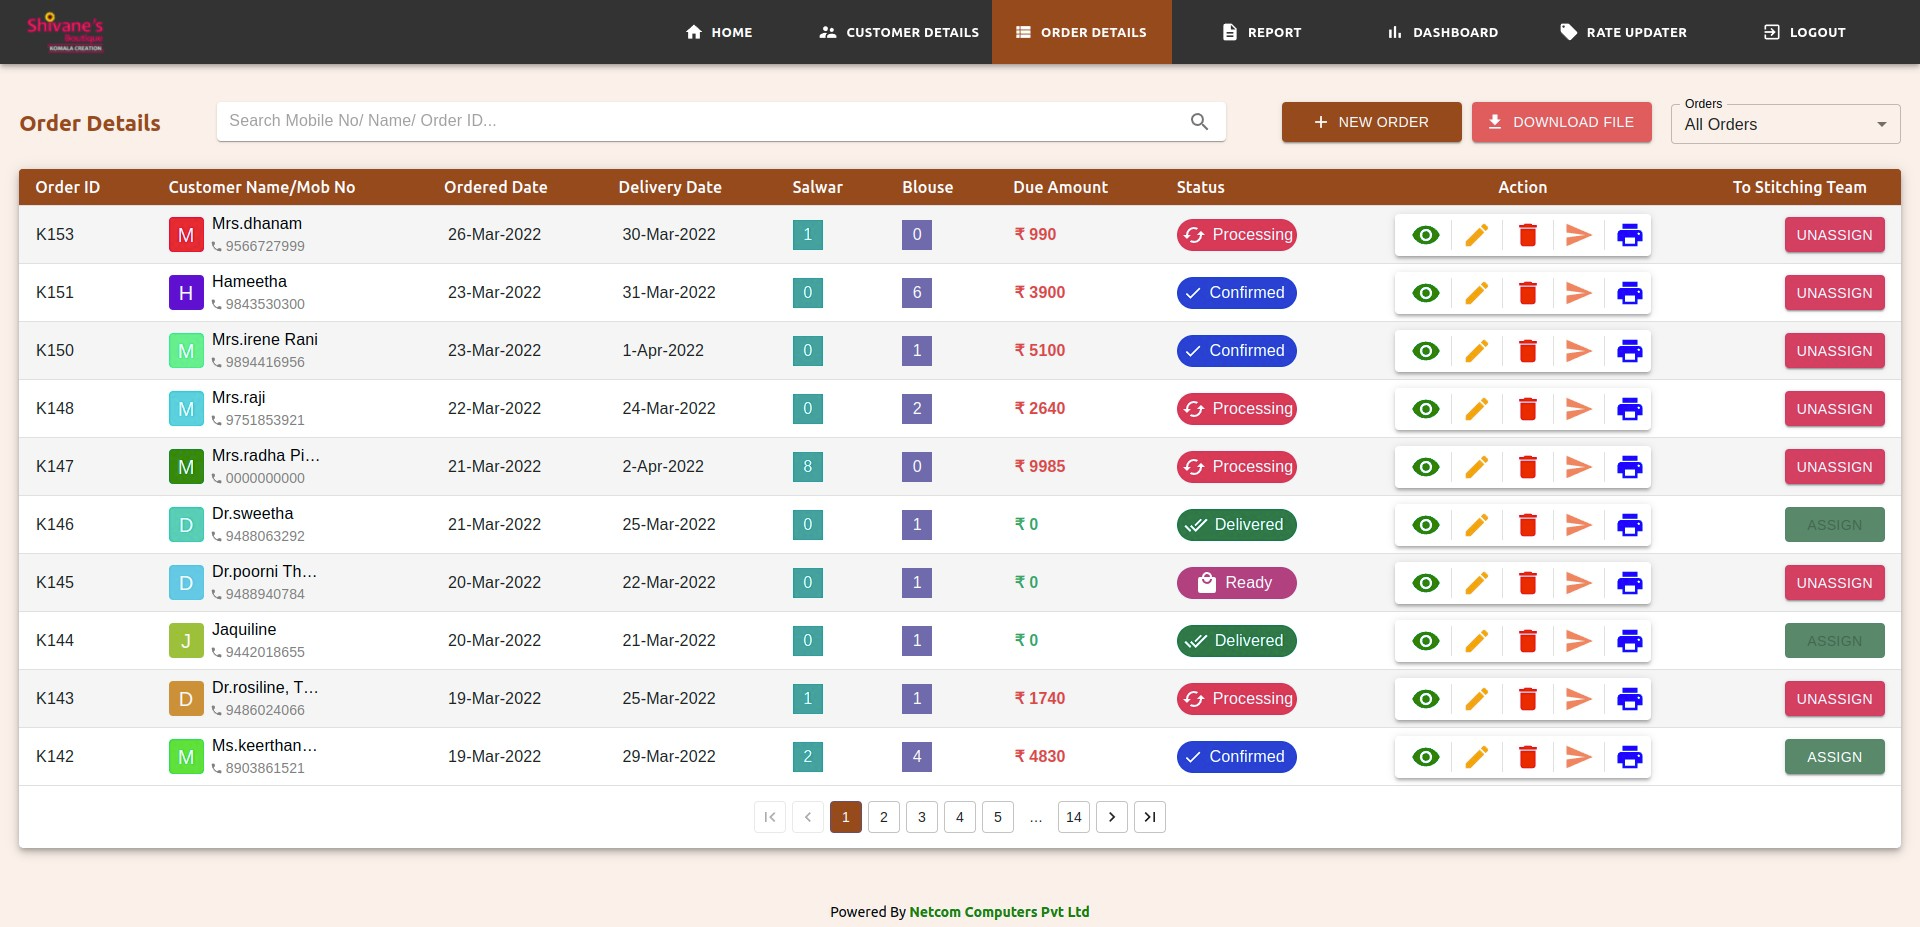 Shivane's
Boutique
KOMALA CREATION
HOME
CUSTOMER DETAILS
ORDER DETAILS
REPORT
DASHBOARD
RATE UPDATER
LOGOUT
Order Details
Search Mobile No/ Name/ Order ID...
NEW ORDER
DOWNLOAD FILE
Orders
All Orders
Order ID Customer Name/Mob No Ordered Date Delivery Date Salwar Blouse Due Amount Status Action To Stitching Team
K153 M Mrs.dhanam 26-Mar-2022 30-Mar-2022 1 0 ₹ 990 Processing UNASSIGN
9566727999
K151 H Hameetha 23-Mar-2022 31-Mar-2022 0 6 ₹ 3900 Confirmed UNASSIGN
9843530300
K150 M Mrs.irene Rani 23-Mar-2022 1-Apr-2022 0 1 ₹ 5100 Confirmed UNASSIGN
9894416956
K148 M Mrs.raji 22-Mar-2022 24-Mar-2022 0 2 ₹ 2640 Processing UNASSIGN
9751853921
K147 M Mrs.radha Pi... 21-Mar-2022 2-Apr-2022 8 0 ₹ 9985 Processing UNASSIGN
0000000000
K146 D Dr.sweetha 21-Mar-2022 25-Mar-2022 0 1 ₹ 0 Delivered ASSIGN
9488063292
K145 D Dr.poorni Th... 20-Mar-2022 22-Mar-2022 0 1 ₹ 0 Ready UNASSIGN
9488940784
K144 J Jaquiline 20-Mar-2022 21-Mar-2022 0 1 ₹ 0 Delivered ASSIGN
9442018655
K143 D Dr.rosiline, T... 19-Mar-2022 25-Mar-2022 1 1 ₹ 1740 Processing UNASSIGN
9486024066
K142 M Ms.keerthan... 19-Mar-2022 29-Mar-2022 2 4 ₹ 4830 Confirmed ASSIGN
8903861521
1 2 3 4 5 ... 14
Powered By Netcom Computers Pvt Ltd